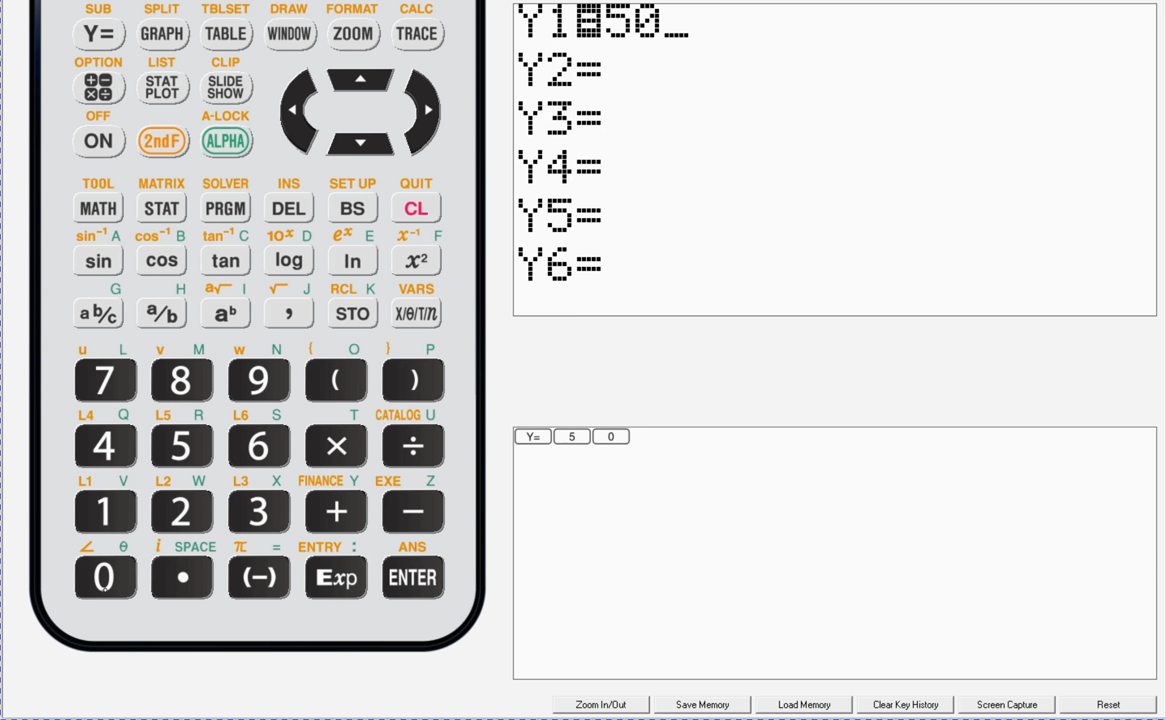 SUB SPLIT TBLSET DRAW FORMAT CALC
Y= GRAPH TABLE WINDOW ZOOM TRACE
OPTION LIST CLIP
STAT PLOT SLIDE SHOW
OFF A-LOCK
ON 2ndF ALPHA
TOOL MATRIX SOLVER INS SET UP QUIT
MATH STAT PRGM DEL BS CL
sin⁻¹ A cos⁻¹ B tan⁻¹ C 10ˣ D eˣ E x⁻¹ F
sin cos tan log ln x²
G H a√ I √ J RCL K VARS
a b/c a/b aᵇ , STO X/θ/T/n
u L v M w N { O } P
7 8 9 ( )
L4 Q L5 R L6 S T CATALOG U
4 5 6 × ÷
L1 V L2 W L3 X FINANCE Y EXE Z
1 2 3 + −
∠ θ i SPACE π = ENTRY : ANS
0 • (−) Exp ENTER
Y1=50_
Y2=
Y3=
Y4=
Y5=
Y6=
Y= 5 0
Zoom In/Out Save Memory Load Memory Clear Key History Screen Capture Reset